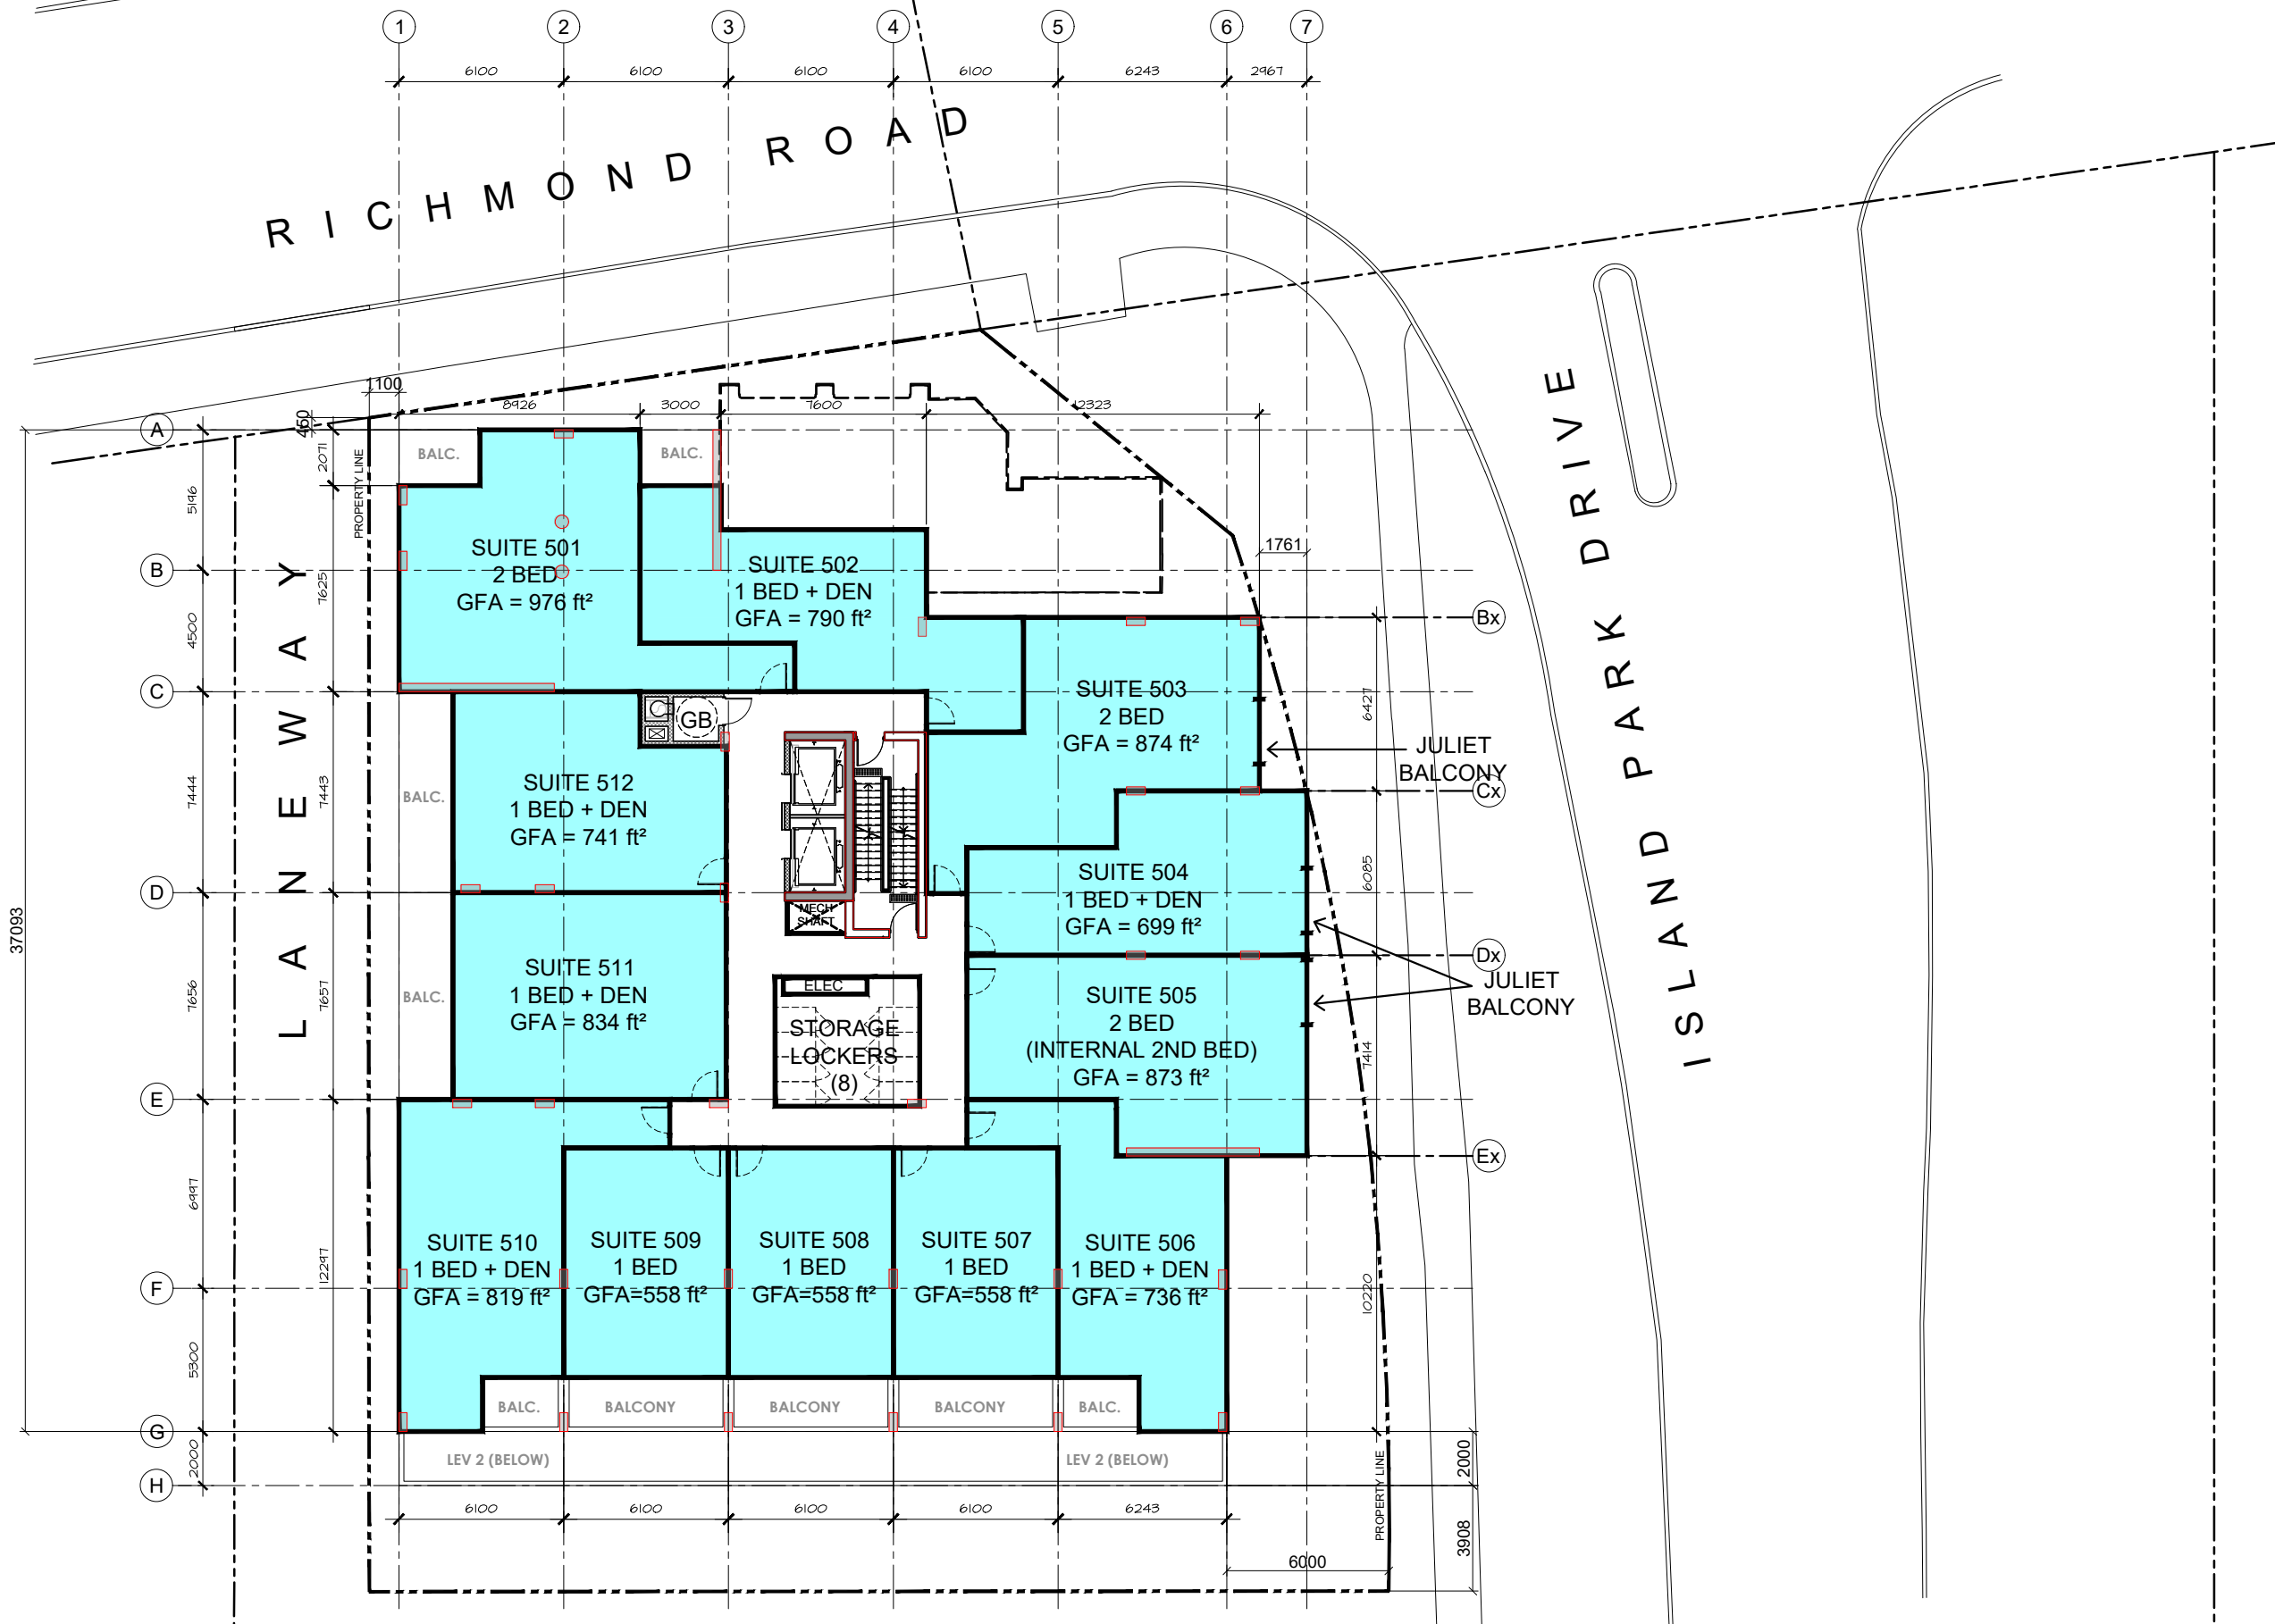 1 2 3 4 5 6 7
6100 6100 6100 6100 6243 2967
RICHMOND ROAD
1100
8926 3000 7600 12323
450
A
BALC. BALC.
2071
PROPERTY LINE
5196
1761
SUITE 501
2 BED
GFA = 976 ft²
SUITE 502
1 BED + DEN
GFA = 790 ft²
B
7625
4500
Bx
C
SUITE 503
2 BED
GFA = 874 ft²
6427
GB
JULIET
BALCONY
Cx
LANEWAY
ISLAND PARK DRIVE
BALC.
7444
7443
SUITE 512
1 BED + DEN
GFA = 741 ft²
SUITE 504
1 BED + DEN
GFA = 699 ft²
6085
D
MECH
SHAFT
37093
Dx
JULIET
BALCONY
BALC.
7656
7657
SUITE 511
1 BED + DEN
GFA = 834 ft²
ELEC
STORAGE
LOCKERS
(8)
SUITE 505
2 BED
(INTERNAL 2ND BED)
GFA = 873 ft²
7414
E
Ex
6997
12297
SUITE 510
1 BED + DEN
GFA = 819 ft²
SUITE 509
1 BED
GFA=558 ft²
SUITE 508
1 BED
GFA=558 ft²
SUITE 507
1 BED
GFA=558 ft²
SUITE 506
1 BED + DEN
GFA = 736 ft²
10220
F
5300
BALC. BALCONY BALCONY BALCONY BALC.
G
2000
LEV 2 (BELOW) LEV 2 (BELOW)
2000
H
PROPERTY LINE
6100 6100 6100 6100 6243
3908
6000